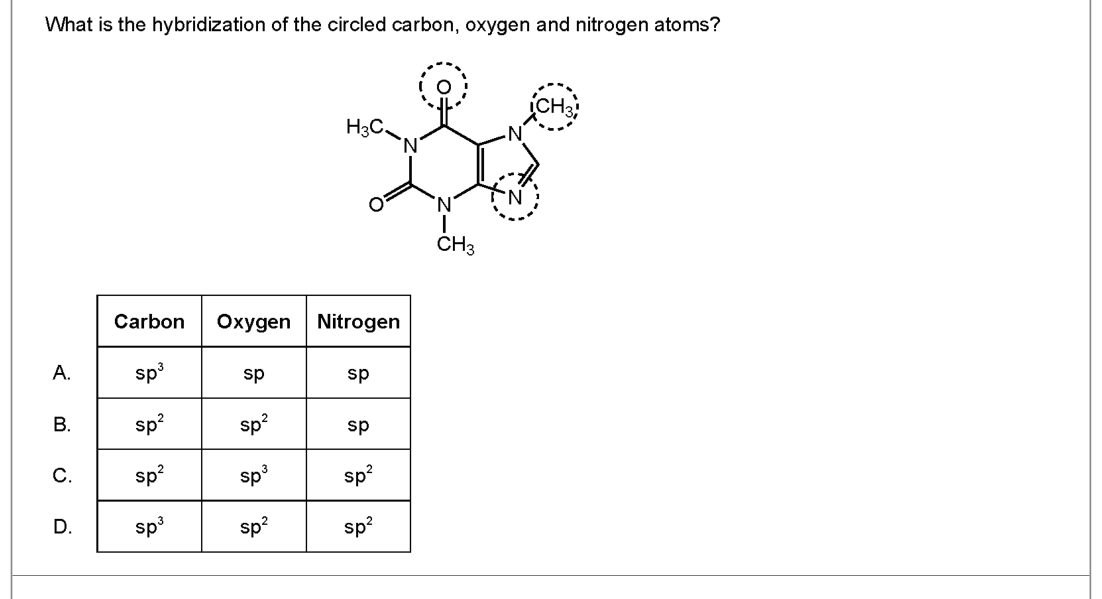 What is the hybridization of the circled carbon, oxygen and nitrogen atoms?
O
CH₃
H₃C
N
N
O
N
N
CH₃
Carbon Oxygen Nitrogen
A. sp³ sp sp
B. sp² sp² sp
C. sp² sp³ sp²
D. sp³ sp² sp²